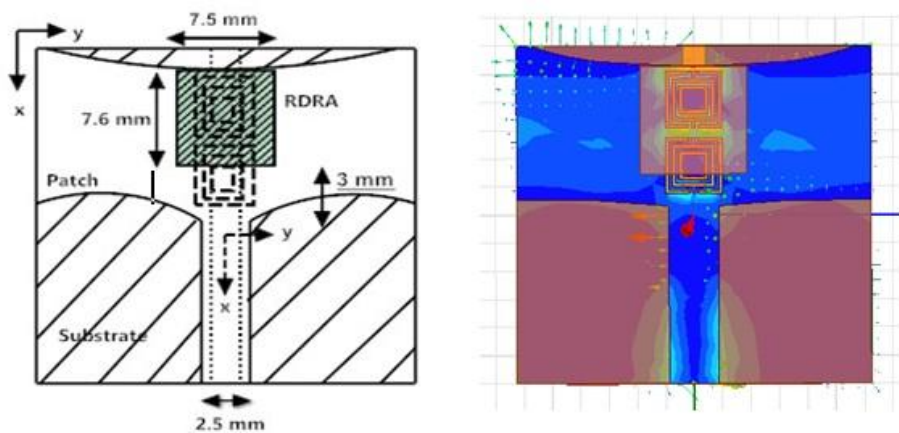 7.5 mm
y
x
RDRA
7.6 mm
Patch
3 mm
y
x
Substrate
2.5 mm